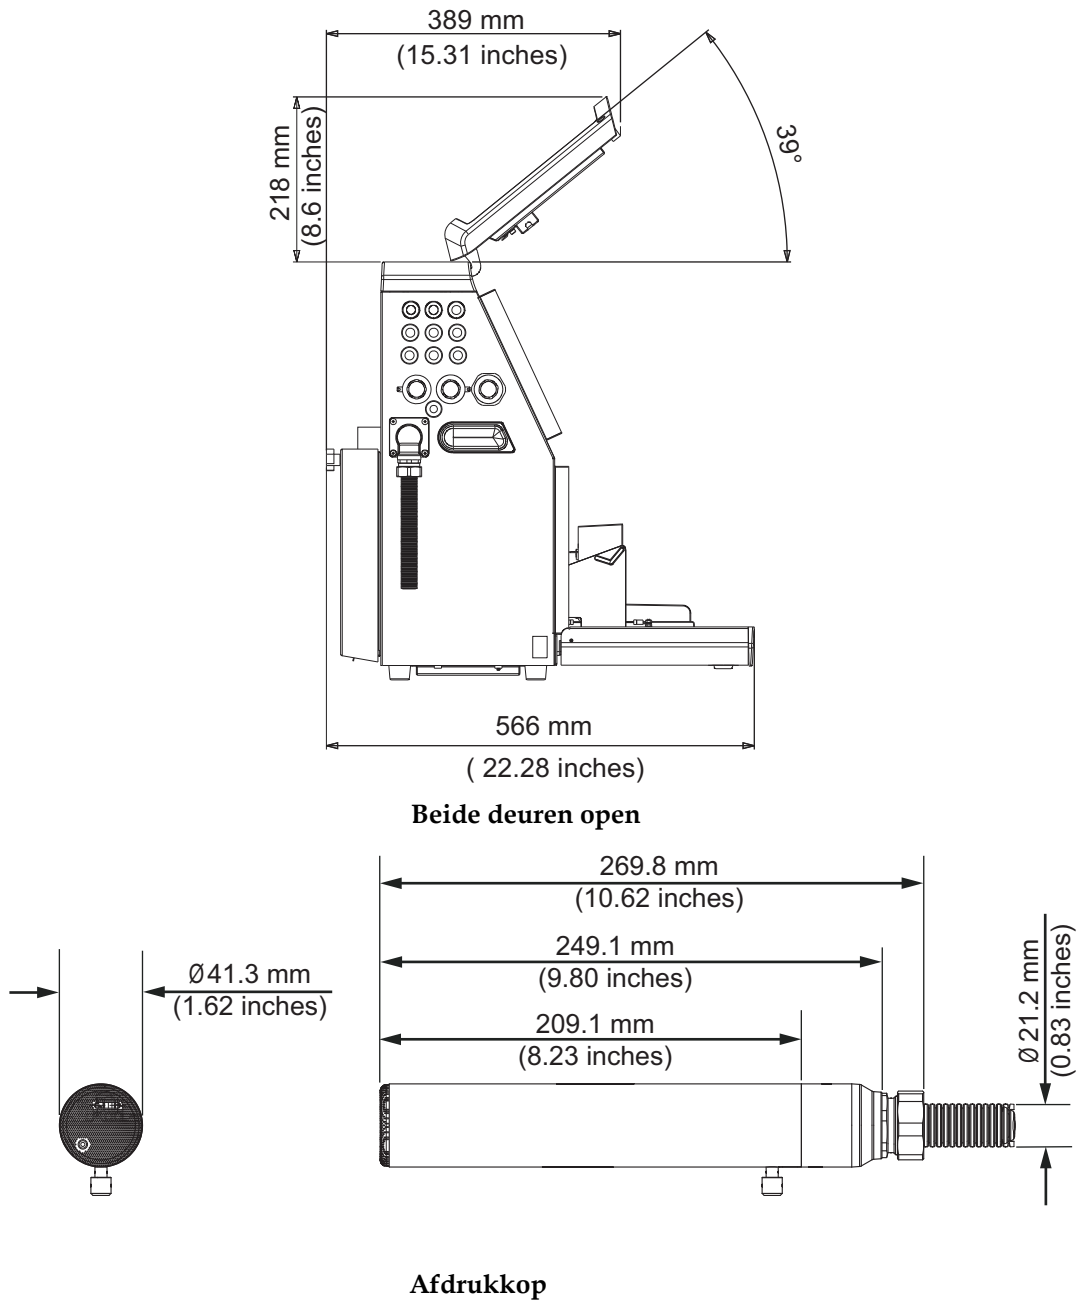 389 mm
(15.31 inches)
218 mm
(8.6 inches)
39°
566 mm
( 22.28 inches)
Beide deuren open
269.8 mm
(10.62 inches)
249.1 mm
(9.80 inches)
209.1 mm
(8.23 inches)
Ø41.3 mm
(1.62 inches)
Ø21.2 mm
(0.83 inches)
Afdrukkop